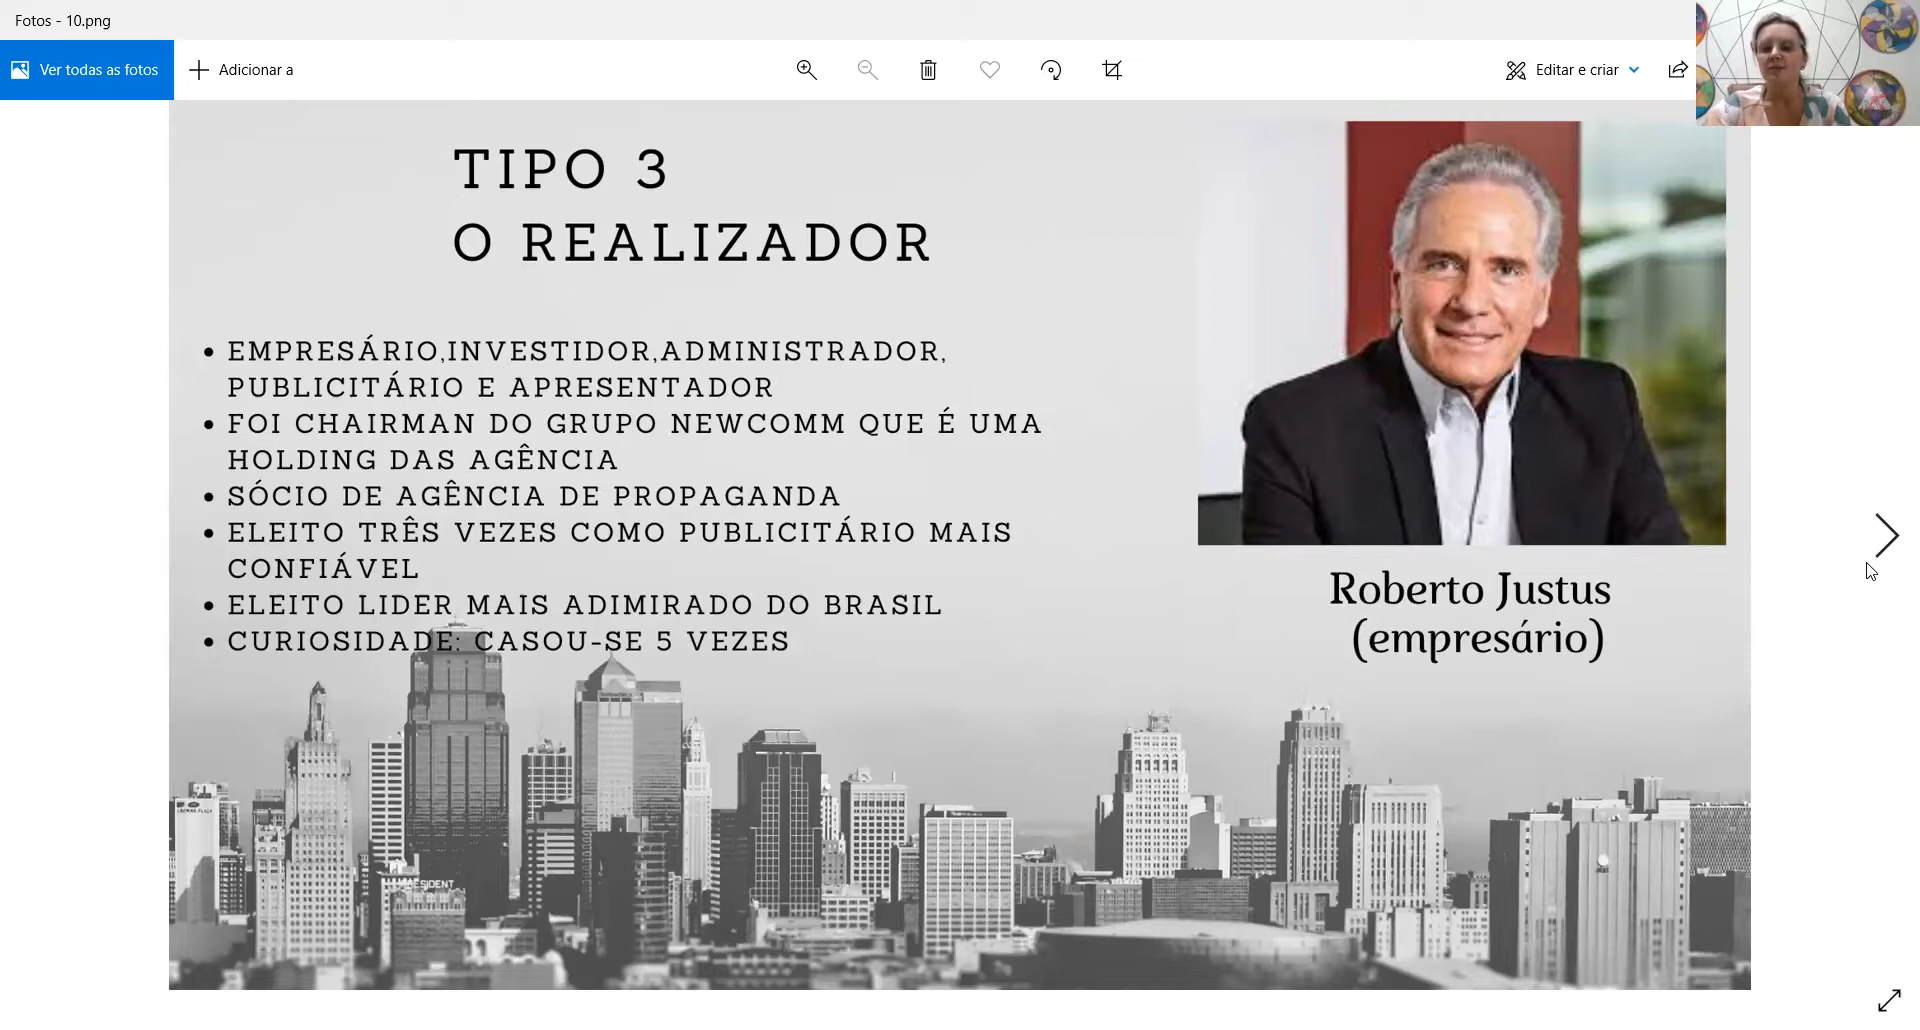 Fotos - 10.png
Ver todas as fotos
Adicionar a
Editar e criar
TIPO 3
O REALIZADOR
EMPRESÁRIO,INVESTIDOR,ADMINISTRADOR,
PUBLICITÁRIO E APRESENTADOR
FOI CHAIRMAN DO GRUPO NEWCOMM QUE É UMA
HOLDING DAS AGÊNCIA
SÓCIO DE AGÊNCIA DE PROPAGANDA
ELEITO TRÊS VEZES COMO PUBLICITÁRIO MAIS
CONFIÁVEL
ELEITO LIDER MAIS ADIMIRADO DO BRASIL
CURIOSIDADE: CASOU-SE 5 VEZES
Roberto Justus
(empresário)